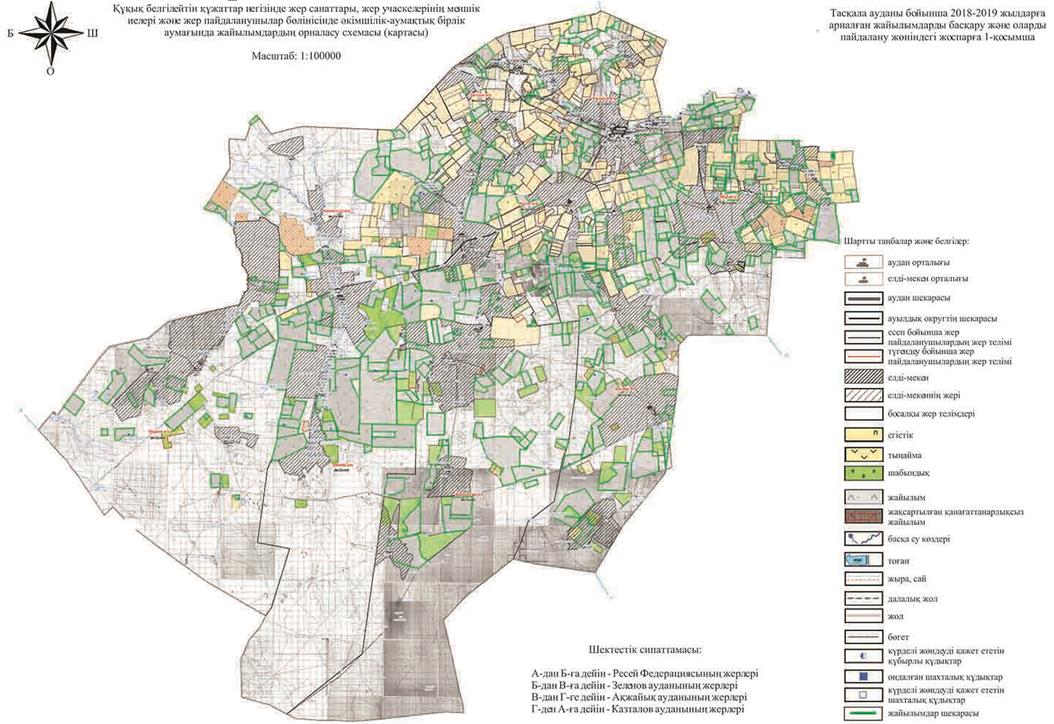 Құқық белгілейтін құжаттар негізінде жер санаттары, жер учаскелерінің меншік
иелері және жер пайдаланушылар бөлінісінде әкімшілік-аумақтық бірлік
аумағында жайылымдардың орналасу схемасы (картасы)
Масштаб: 1:100000
Б
Ш
О
Тасқала ауданы бойынша 2018-2019 жылдарға
арналған жайылымдарды басқару және оларды
пайдалану жөніндегі жоспарға 1-қосымша
Шартты таңбалар және белгілер:
аудан орталығы
елді-мекен орталығы
аудан шекарасы
ауылдық округтің шекарасы
есеп бойынша жер
пайдаланушылардың жер телімі
түгендеу бойынша жер
пайдаланушылардың жер телімі
елді-мекен
елді-мекеннің жері
босалқы жер телімдері
егістік
тыңайма
шабындық
жайылым
жақсартылған қанағаттанарлықсыз
жайылым
басқа су көздері
тоған
жыра, сай
далалық жол
жол
бөгет
күрделі жөндеуді қажет ететін
құбырлы құдықтар
оңдалған шахталық құдықтар
күрделі жөндеуді қажет ететін
шахталық құдықтар
жайылымдар шекарасы
Шектестік сипаттамасы:
А-дан Б-ға дейін - Ресей Федерациясының жерлері
Б-дан В-ға дейін - Зеленов ауданының жерлері
В-дан Г-ге дейін - Ақжайық ауданының жерлері
Г-ден А-ға дейін - Казталов ауданының жерлері